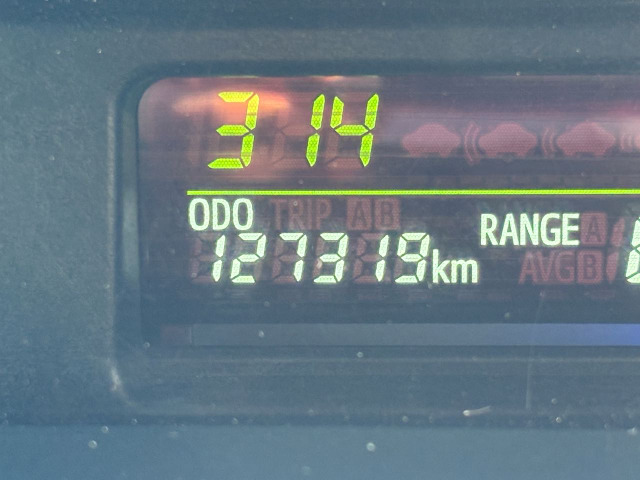 3 14
ODO TRIP A B RANGE A
127319km AVG B